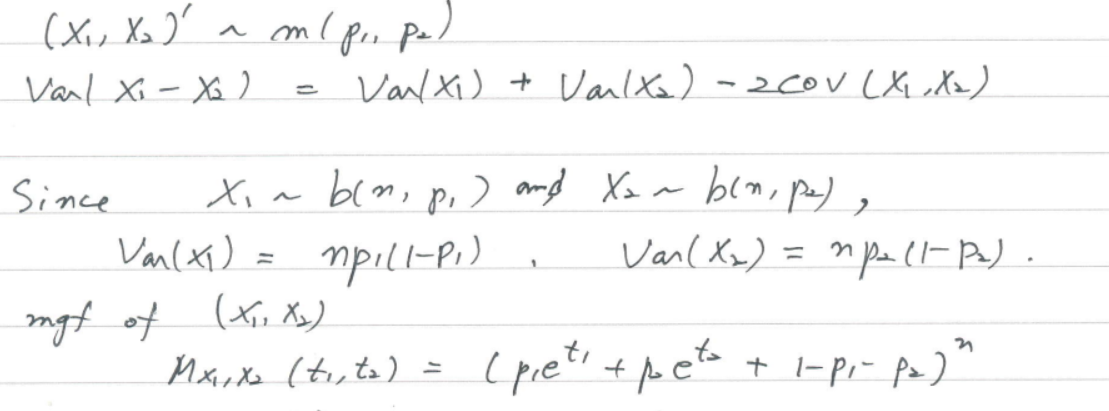 (X₁, X₂)' ~ m(p₁, p₂)
Var(X₁ - X₂) = Var(X₁) + Var(X₂) - 2COV(X₁, X₂)
Since X₁ ~ b(n, p₁) and X₂ ~ b(n, p₂),
Var(X₁) = np₁(1-p₁). Var(X₂) = np₂(1-p₂).
mgf of (X₁, X₂)
M_{X₁,X₂}(t₁, t₂) = (p₁e^{t₁} + p₂e^{t₂} + 1-p₁-p₂)ⁿ